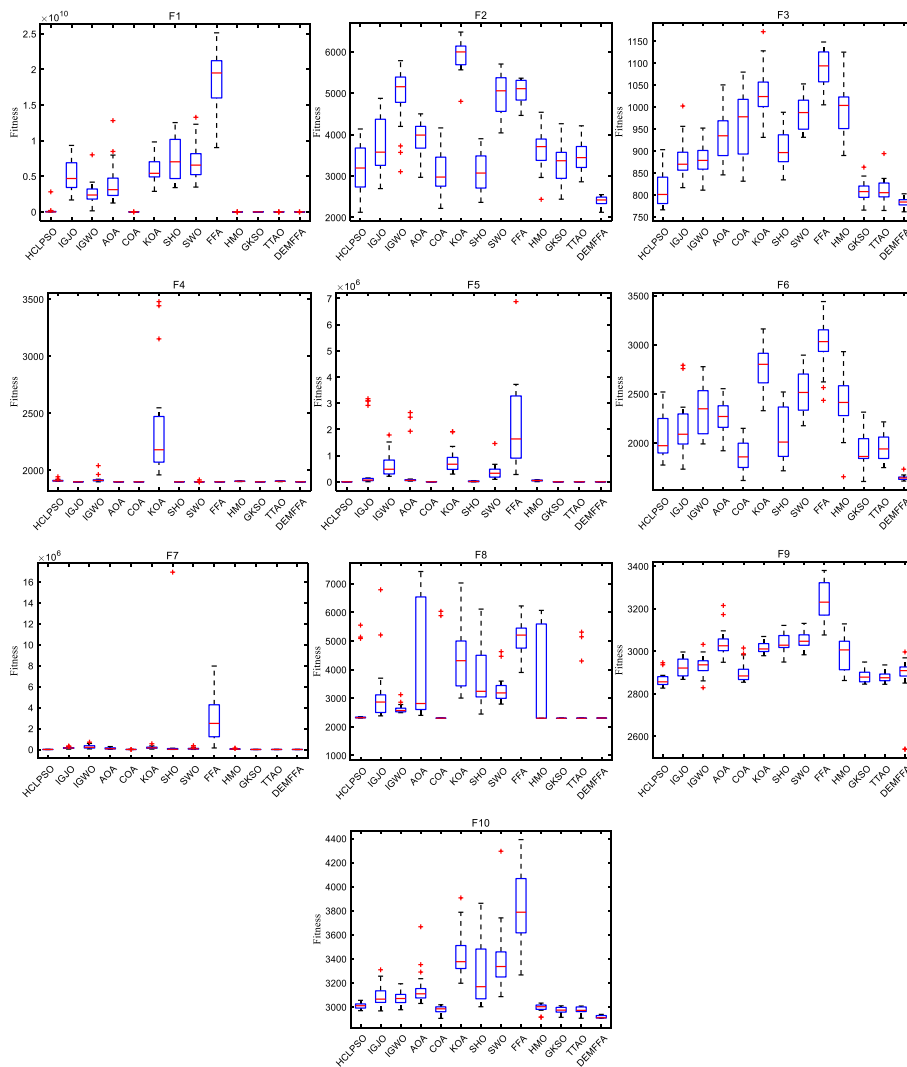 F1
×10^10
2.5
2
1.5
1
0.5
0
Fitness
HCLPSO IGJO IGWO AOA COA KOA SHO SWO FFA HMO GKSO TTAO DEMFFA
F2
6000
5000
4000
3000
2000
Fitness
HCLPSO IGJO IGWO AOA COA KOA SHO SWO FFA HMO GKSO TTAO DEMFFA
F3
1150
1100
1050
1000
950
900
850
800
750
Fitness
HCLPSO IGJO IGWO AOA COA KOA SHO SWO FFA HMO GKSO TTAO DEMFFA
F4
3500
3000
2500
2000
Fitness
HCLPSO IGJO IGWO AOA COA KOA SHO SWO FFA HMO GKSO TTAO DEMFFA
F5
×10^6
7
6
5
4
3
2
1
0
Fitness
HCLPSO IGJO IGWO AOA COA KOA SHO SWO FFA HMO GKSO TTAO DEMFFA
F6
3500
3000
2500
2000
Fitness
HCLPSO IGJO IGWO AOA COA KOA SHO SWO FFA HMO GKSO TTAO DEMFFA
F7
×10^6
16
14
12
10
8
6
4
2
0
Fitness
HCLPSO IGJO IGWO AOA COA KOA SHO SWO FFA HMO GKSO TTAO DEMFFA
F8
7000
6000
5000
4000
3000
2000
1000
Fitness
HCLPSO IGJO IGWO AOA COA KOA SHO SWO FFA HMO GKSO TTAO DEMFFA
F9
3400
3200
3000
2800
2600
Fitness
HCLPSO IGJO IGWO AOA COA KOA SHO SWO FFA HMO GKSO TTAO DEMFFA
F10
4400
4200
4000
3800
3600
3400
3200
3000
Fitness
HCLPSO IGJO IGWO AOA COA KOA SHO SWO FFA HMO GKSO TTAO DEMFFA